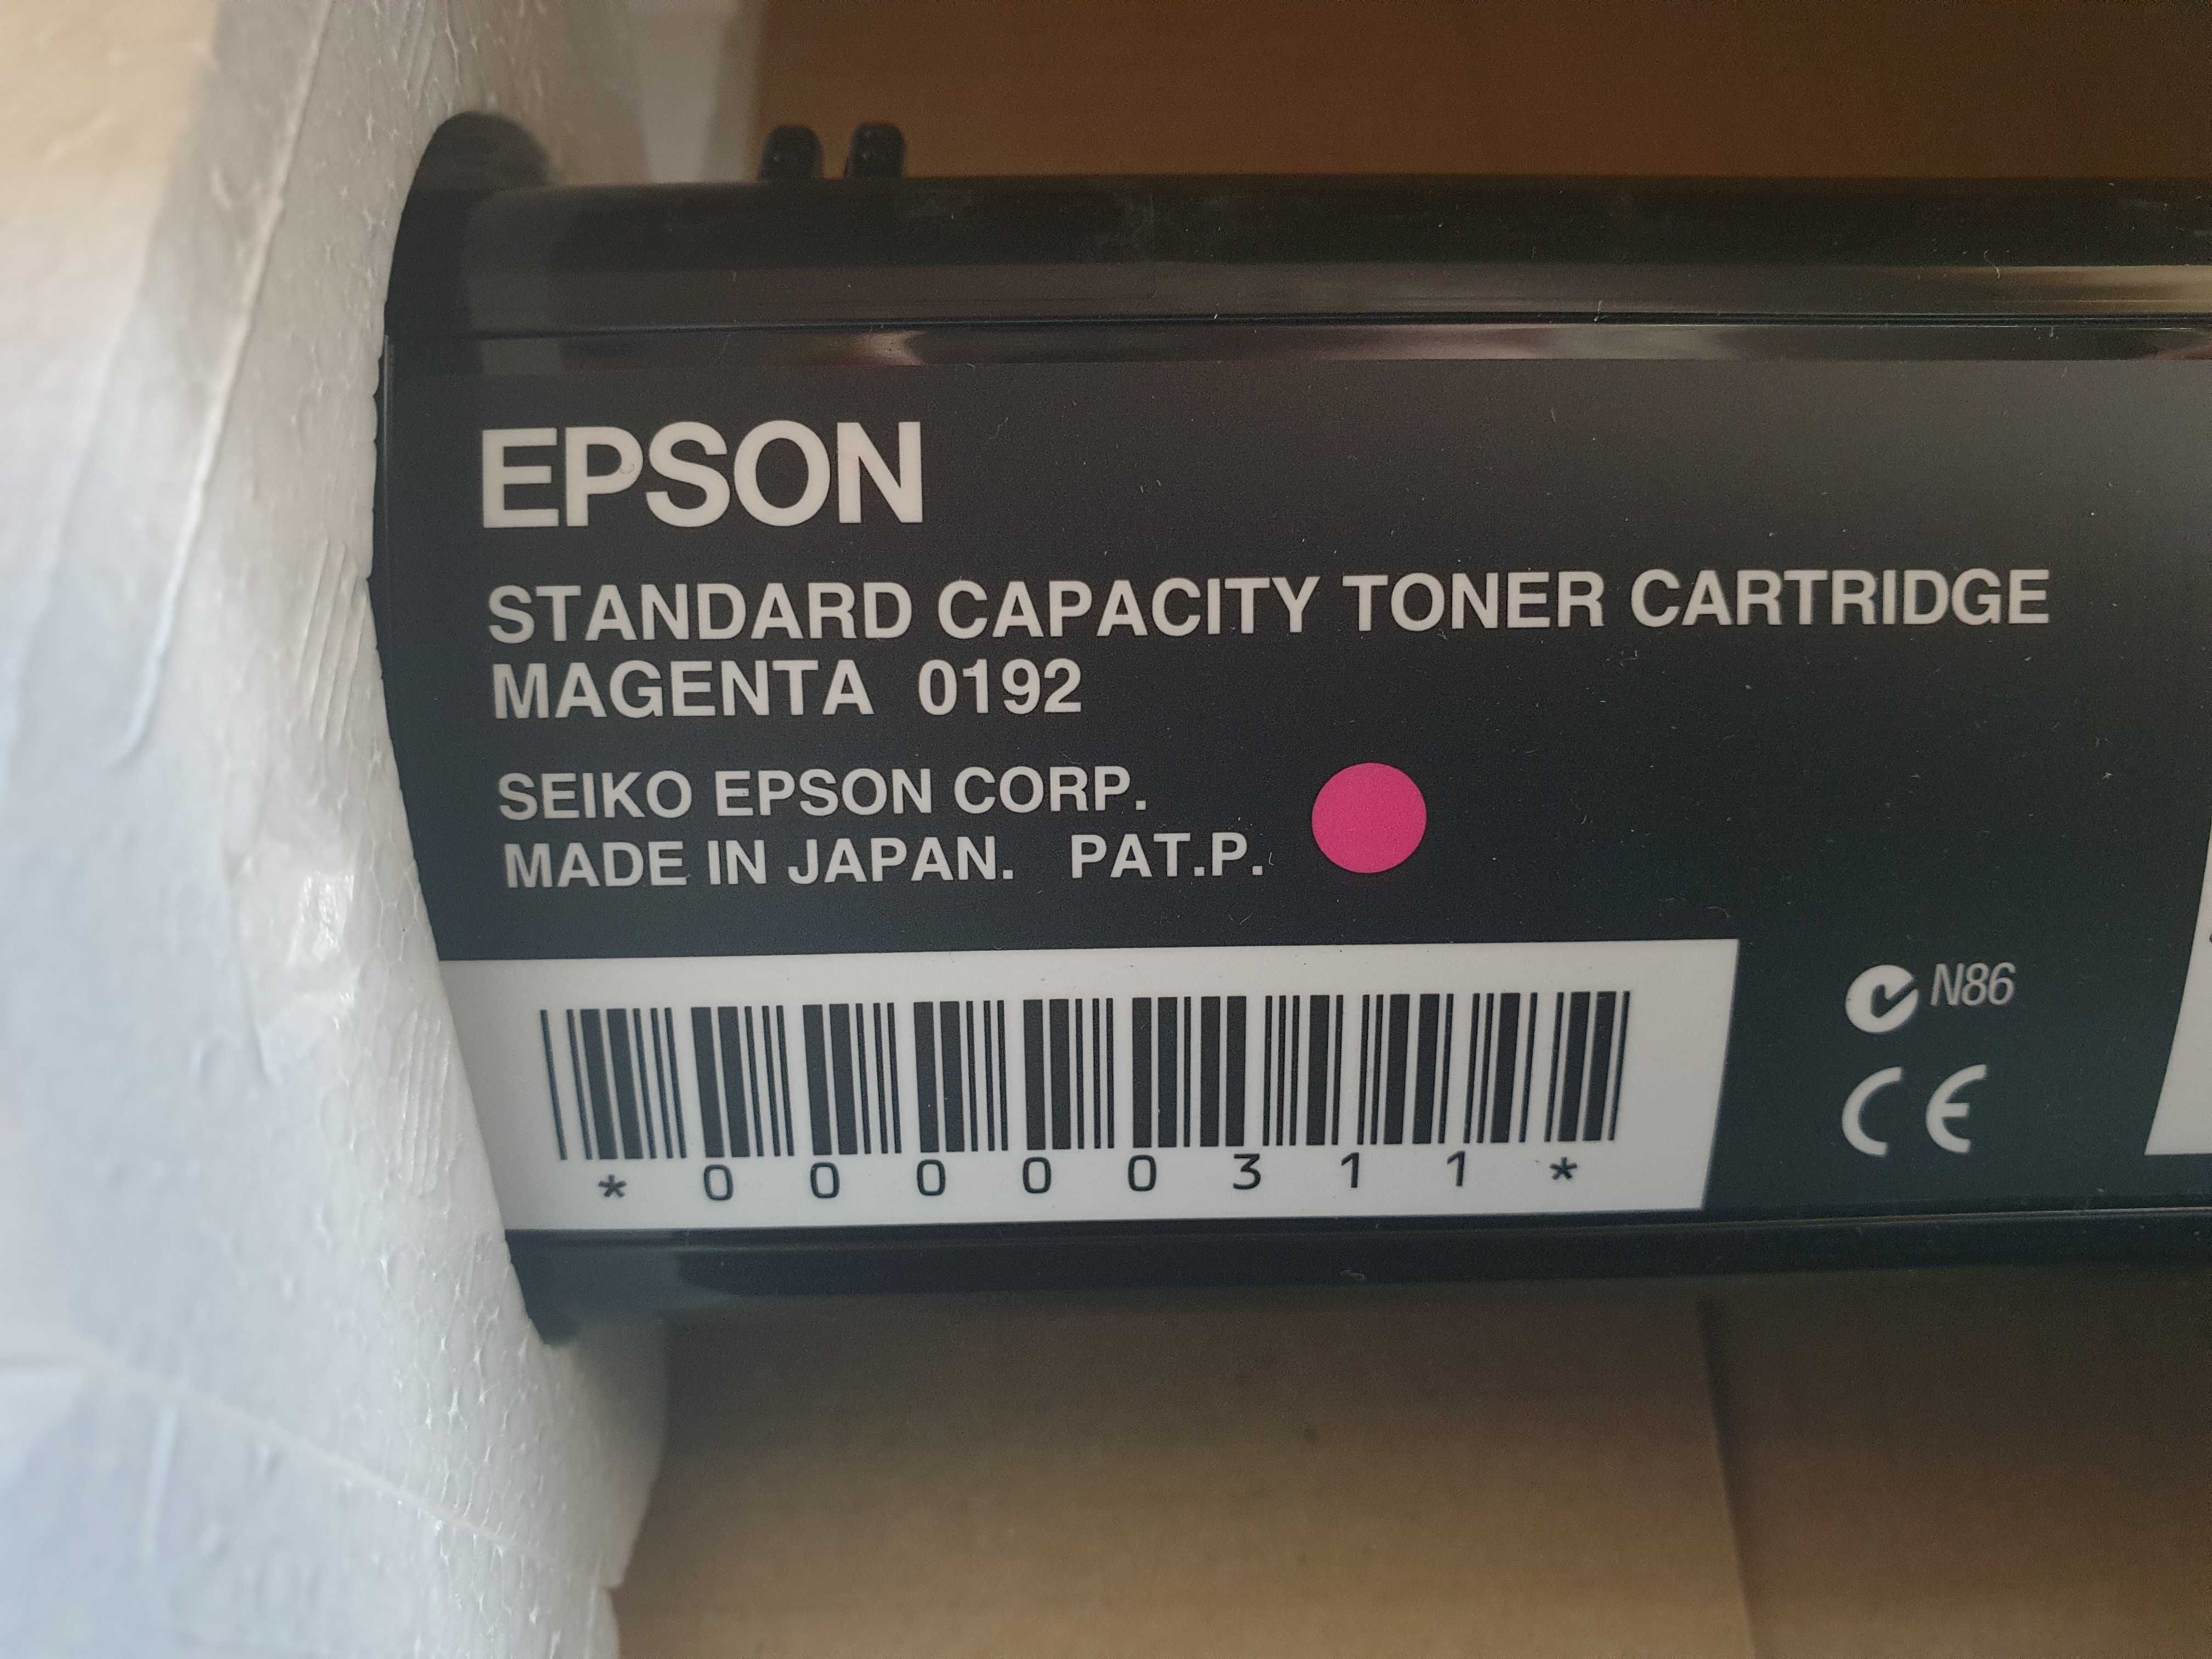 EPSON
STANDARD CAPACITY TONER CARTRIDGE
MAGENTA 0192
SEIKO EPSON CORP.
MADE IN JAPAN. PAT.P.
N86
CE
*00000311*